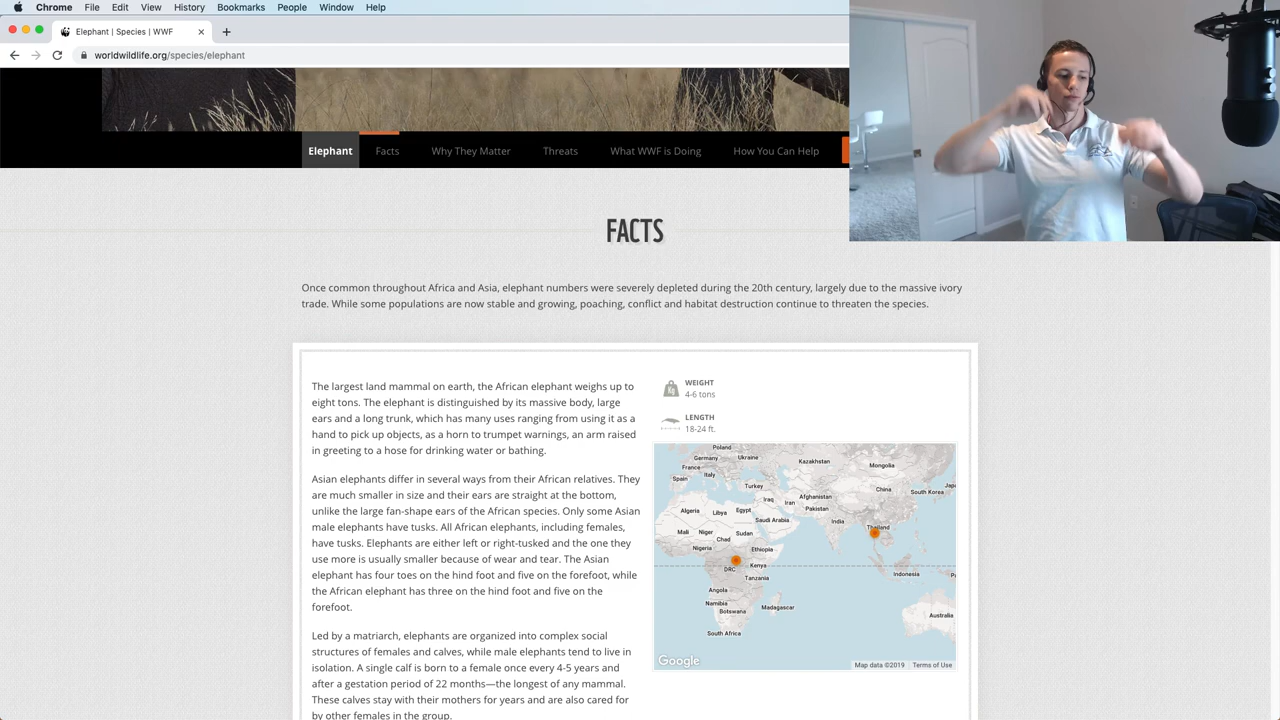 Chrome File Edit View History Bookmarks People Window Help
Elephant | Species | WWF
worldwildlife.org/species/elephant
Elephant Facts Why They Matter Threats What WWF is Doing How You Can Help
FACTS
Once common throughout Africa and Asia, elephant numbers were severely depleted during the 20th century, largely due to the massive ivory
trade. While some populations are now stable and growing, poaching, conflict and habitat destruction continue to threaten the species.
The largest land mammal on earth, the African elephant weighs up to
eight tons. The elephant is distinguished by its massive body, large
ears and a long trunk, which has many uses ranging from using it as a
hand to pick up objects, as a horn to trumpet warnings, an arm raised
in greeting to a hose for drinking water or bathing.
Asian elephants differ in several ways from their African relatives. They
are much smaller in size and their ears are straight at the bottom,
unlike the large fan-shape ears of the African species. Only some Asian
male elephants have tusks. All African elephants, including females,
have tusks. Elephants are either left or right-tusked and the one they
use more is usually smaller because of wear and tear. The Asian
elephant has four toes on the hind foot and five on the forefoot, while
the African elephant has three on the hind foot and five on the
forefoot.
Led by a matriarch, elephants are organized into complex social
structures of females and calves, while male elephants tend to live in
isolation. A single calf is born to a female once every 4-5 years and
after a gestation period of 22 months—the longest of any mammal.
These calves stay with their mothers for years and are also cared for
by other females in the group.
Kg
WEIGHT
4-6 tons
LENGTH
18-24 ft.
Poland
Germany Ukraine
France
Kazakhstan
Mongolia
Spain Italy
Turkey
China
South Korea
Iraq Iran Afghanistan
Algeria Libya Egypt
Pakistan
Saudi Arabia
India
Thailand
Mali Niger Chad Sudan
Nigeria Ethiopia
DRC Kenya
Tanzania
Indonesia
Angola
Namibia
Botswana Madagascar
Australia
South Africa
Google
Map data ©2019 Terms of Use